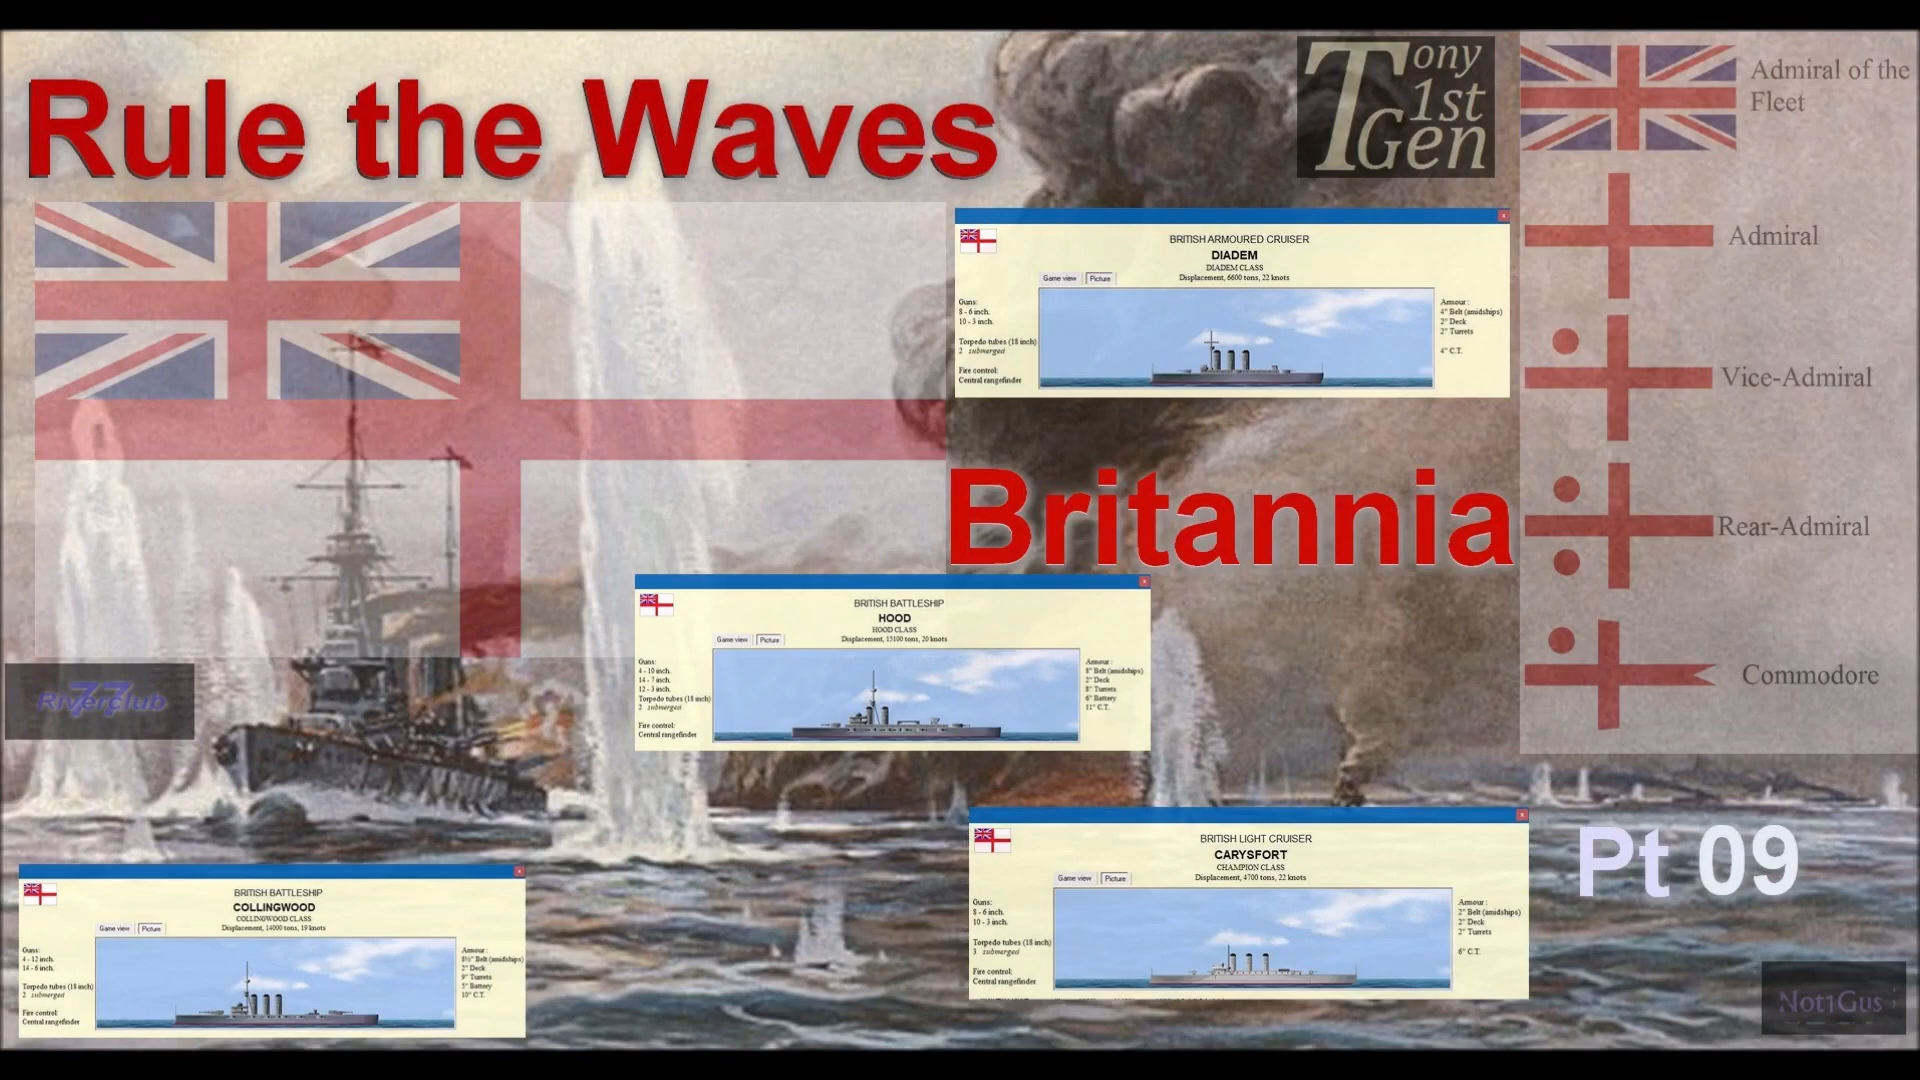 Rule the Waves
Tony
1st
Gen
Admiral of the
Fleet
Admiral
Vice-Admiral
Rear-Admiral
Commodore
BRITISH ARMOURED CRUISER
DIADEM
DIADEM CLASS
Displacement, 6600 tons, 22 knots
Game view Picture
Guns:
8 - 6 inch.
10 - 3 inch.
Torpedo tubes (18 inch)
2 submerged
Fire control:
Central rangefinder
Armour :
4" Belt (amidships)
2" Deck
2" Turrets
4" C.T.
Britannia
BRITISH BATTLESHIP
HOOD
HOOD CLASS
Displacement, 15100 tons, 20 knots
Game view Picture
Guns:
4 - 10 inch.
14 - 7 inch.
12 - 3 inch.
Torpedo tubes (18 inch)
2 submerged
Fire control:
Central rangefinder
Armour :
8" Belt (amidships)
2" Deck
8" Turrets
6" Battery
11" C.T.
77
Riverclub
BRITISH LIGHT CRUISER
CARYSFORT
CHAMPION CLASS
Displacement, 4700 tons, 22 knots
Game view Picture
Guns:
8 - 6 inch.
10 - 3 inch.
Torpedo tubes (18 inch)
3 submerged
Fire control:
Central rangefinder
Armour :
2" Belt (amidships)
2" Deck
2" Turrets
6" C.T.
Pt 09
BRITISH BATTLESHIP
COLLINGWOOD
COLLINGWOOD CLASS
Displacement, 14000 tons, 19 knots
Game view Picture
Guns:
4 - 12 inch.
14 - 6 inch.
Torpedo tubes (18 inch)
2 submerged
Fire control:
Central rangefinder
Armour :
8½" Belt (amidships)
2" Deck
9" Turrets
5" Battery
10" C.T.
Not1Gus